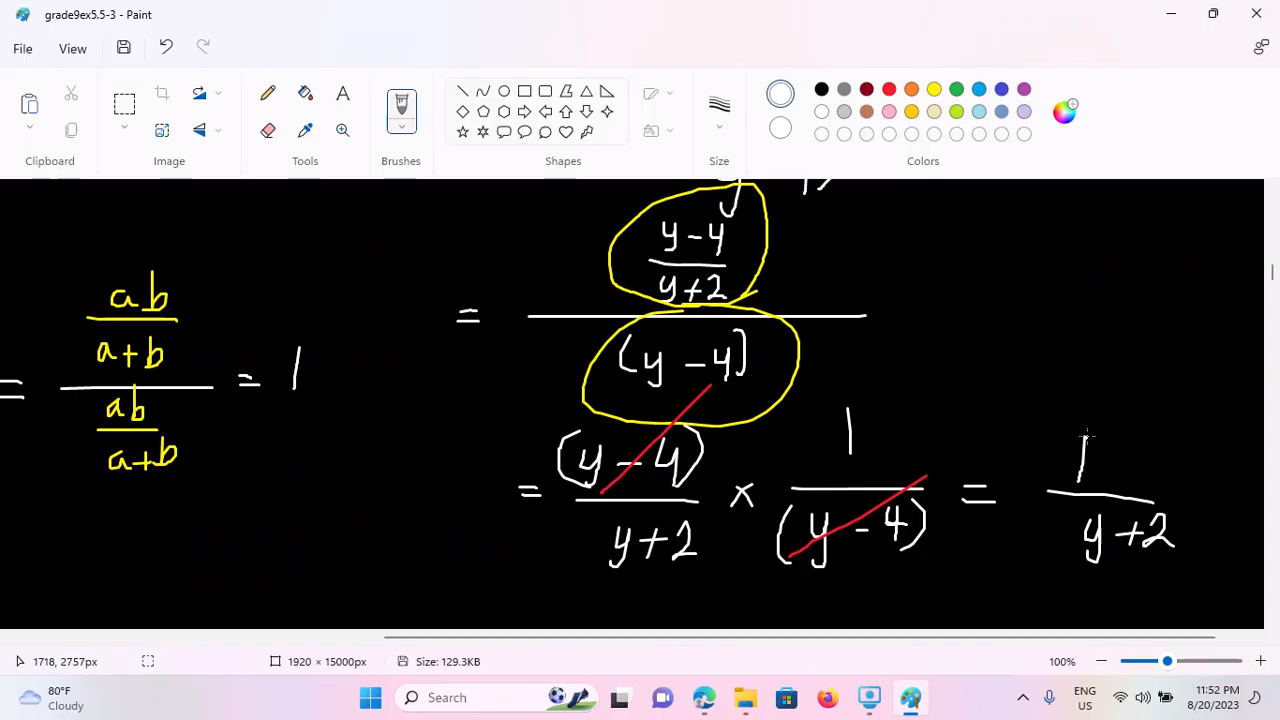 grade9ex5.5-3 - Paint
File View
Clipboard Image Tools Brushes Shapes Size Colors
y-4
y+2
ab
a+b
= = 1
ab
a+b
=
(y-4)
= (y-4) × 1 = 1
y+2 (y-4) y+2
1718, 2757px 1920 × 15000px Size: 129.3KB 100%
80°F
Cloudy
Search
ENG
US
11:52 PM
8/20/2023